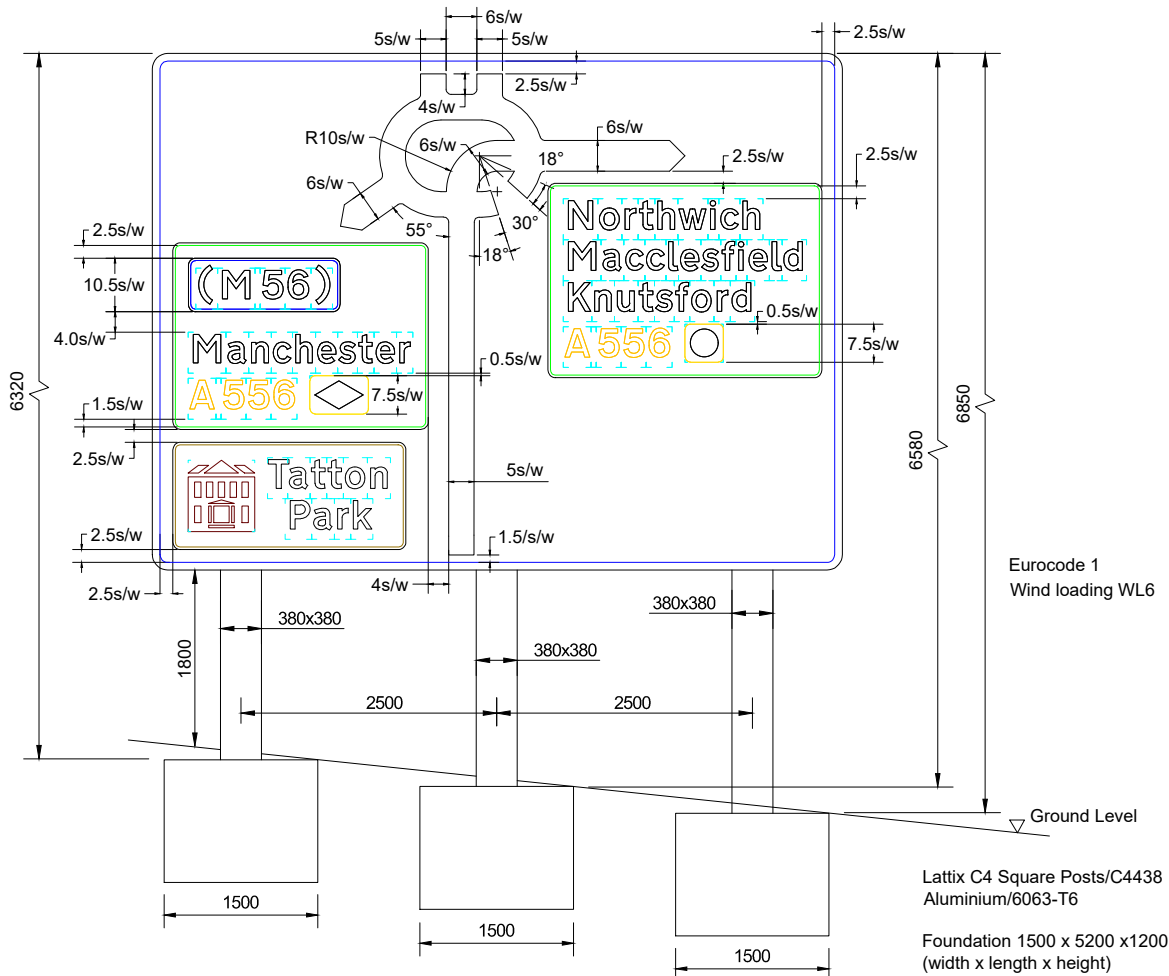 6s/w
5s/w
5s/w
2.5s/w
2.5s/w
4s/w
R10s/w
6s/w
6s/w
18°
2.5s/w
2.5s/w
6s/w
30°
55°
18°
Northwich
Macclesfield
Knutsford
A 556
0.5s/w
7.5s/w
2.5s/w
10.5s/w
4.0s/w
(M 56)
Manchester
A 556
0.5s/w
7.5s/w
1.5s/w
2.5s/w
Tatton
Park
5s/w
2.5s/w
1.5/s/w
2.5s/w
4s/w
6320
6580
6850
Eurocode 1
Wind loading WL6
1800
380x380
380x380
380x380
2500
2500
Ground Level
1500
1500
1500
Lattix C4 Square Posts/C4438
Aluminium/6063-T6
Foundation 1500 x 5200 x1200
(width x length x height)